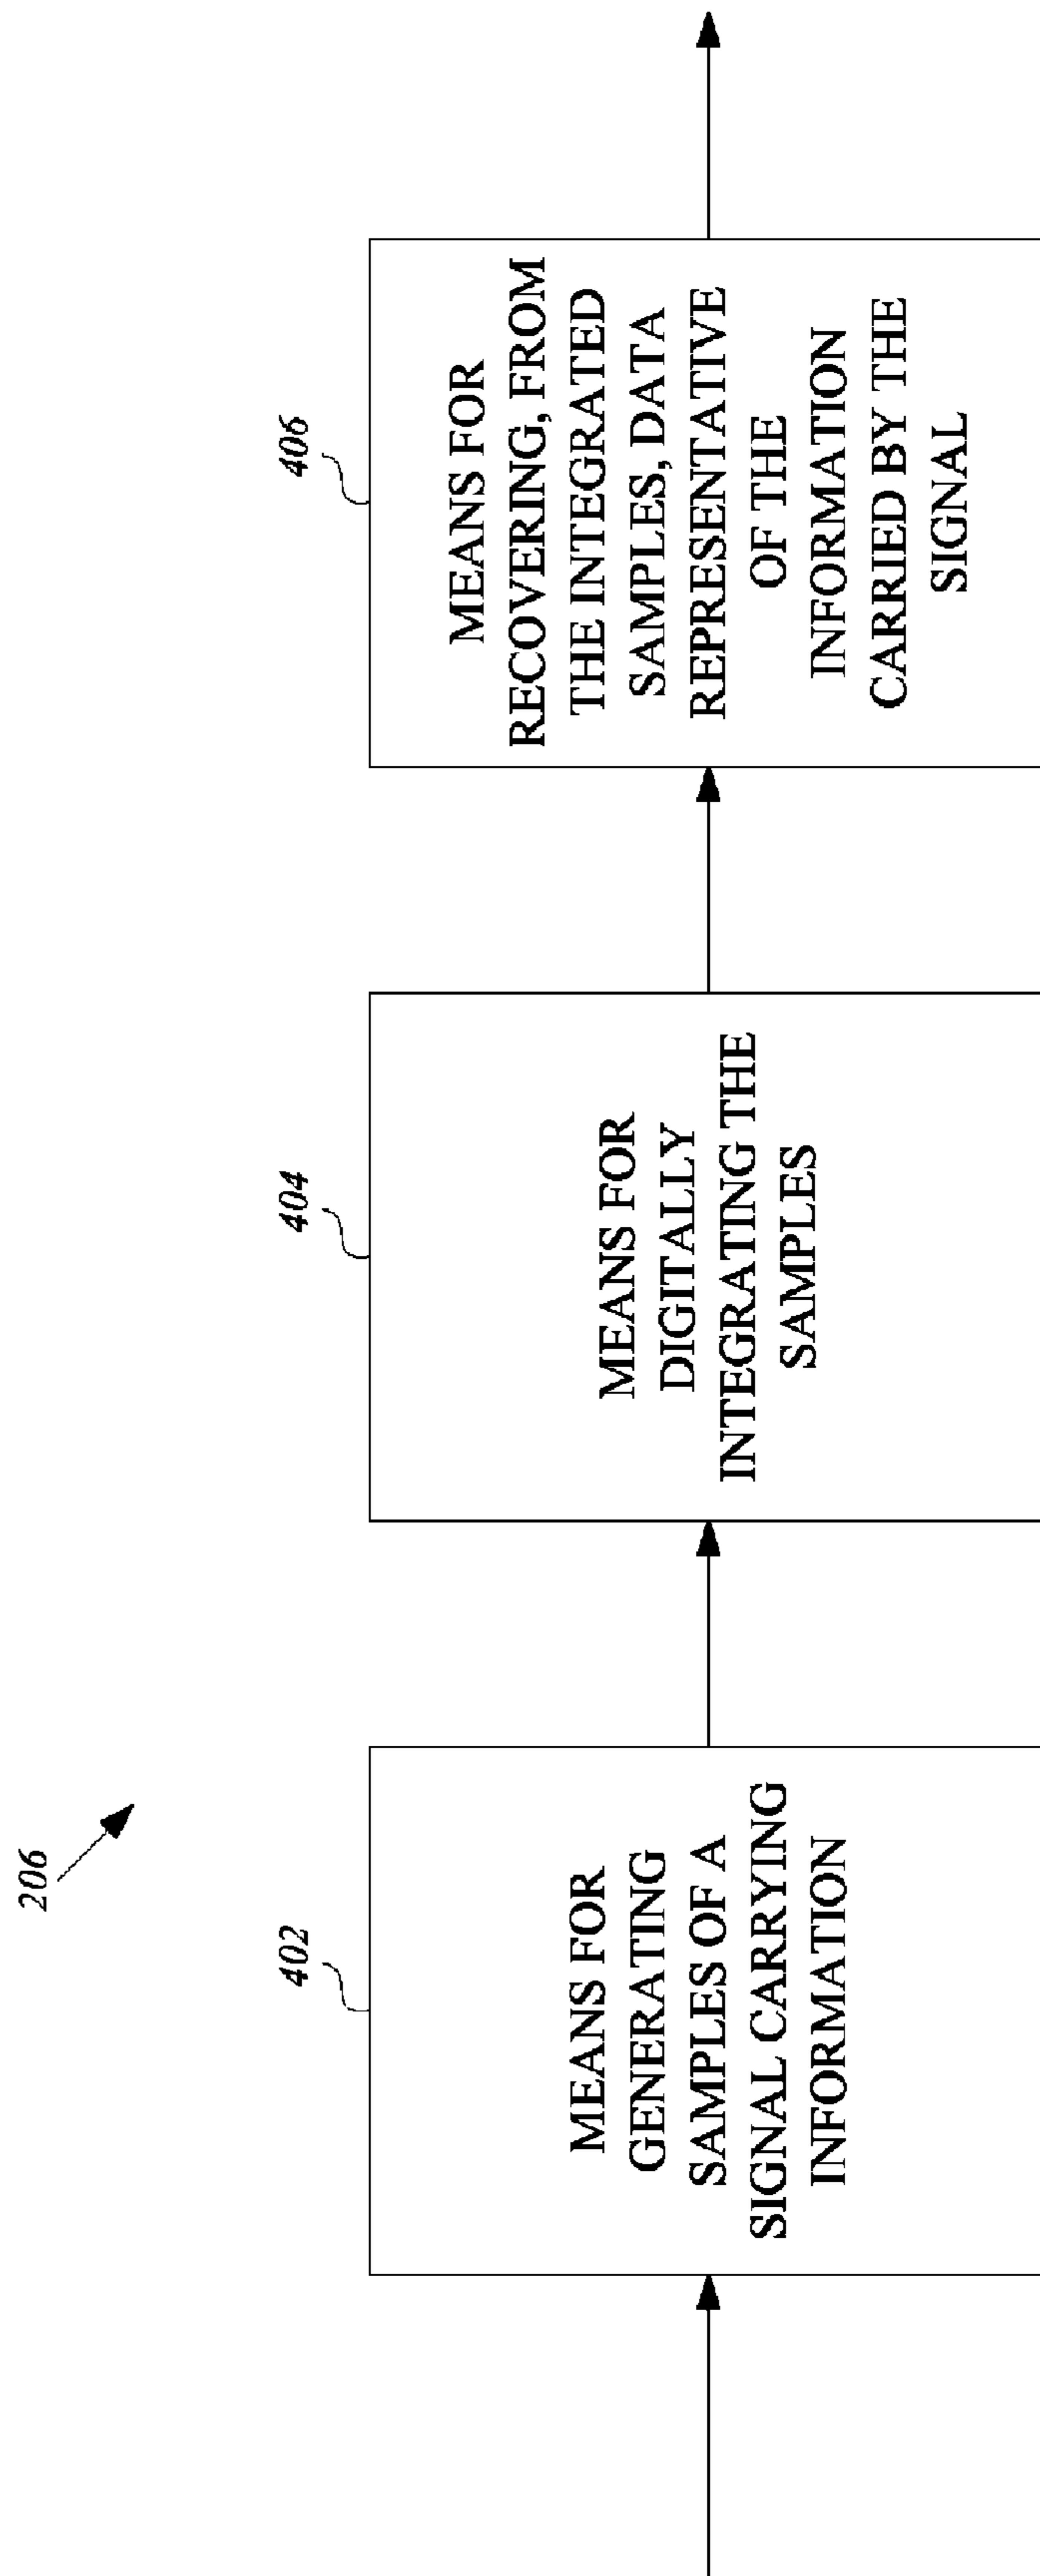 206
402
MEANS FOR
GENERATING
SAMPLES OF A
SIGNAL CARRYING
INFORMATION
404
MEANS FOR
DIGITALLY
INTEGRATING THE
SAMPLES
406
MEANS FOR
RECOVERING, FROM
THE INTEGRATED
SAMPLES, DATA
REPRESENTATIVE
OF THE
INFORMATION
CARRIED BY THE
SIGNAL